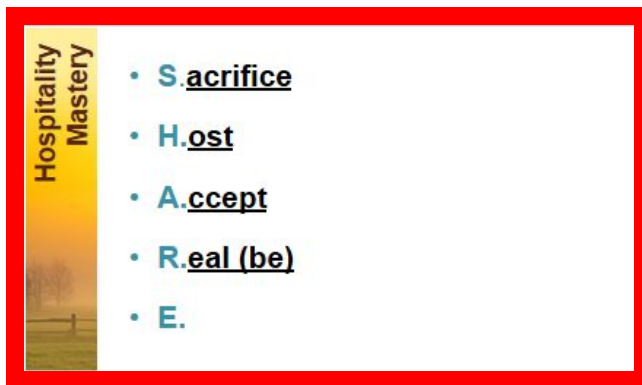 Hospitality
Mastery
• S.acrifice
• H.ost
• A.ccept
• R.eal (be)
• E.